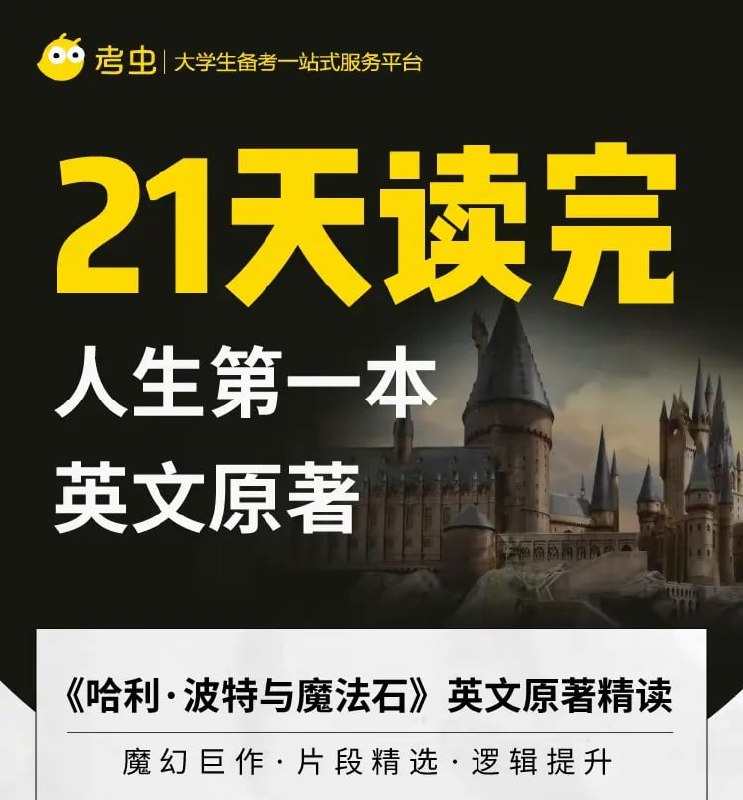 考虫|大学生备考一站式服务平台
21天读完
人生第一本
英文原著
《哈利·波特与魔法石》英文原著精读
魔幻巨作·片段精选·逻辑提升